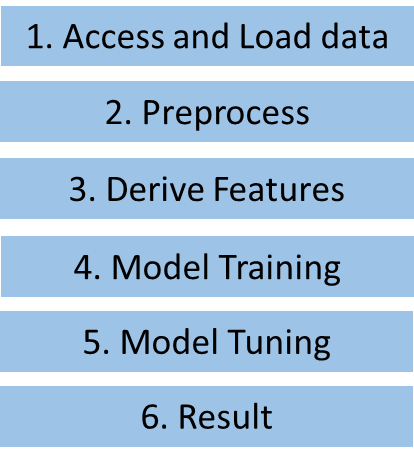 1. Access and Load data
2. Preprocess
3. Derive Features
4. Model Training
5. Model Tuning
6. Result